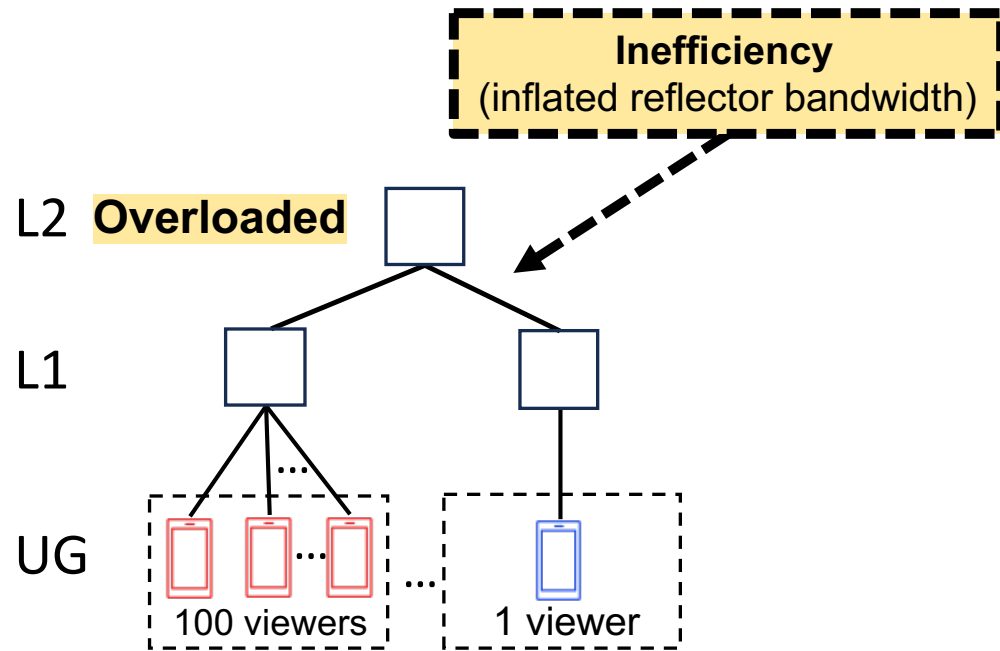 Inefficiency
(inflated reflector bandwidth)
L2 Overloaded
L1
...
UG
...
...
100 viewers
1 viewer